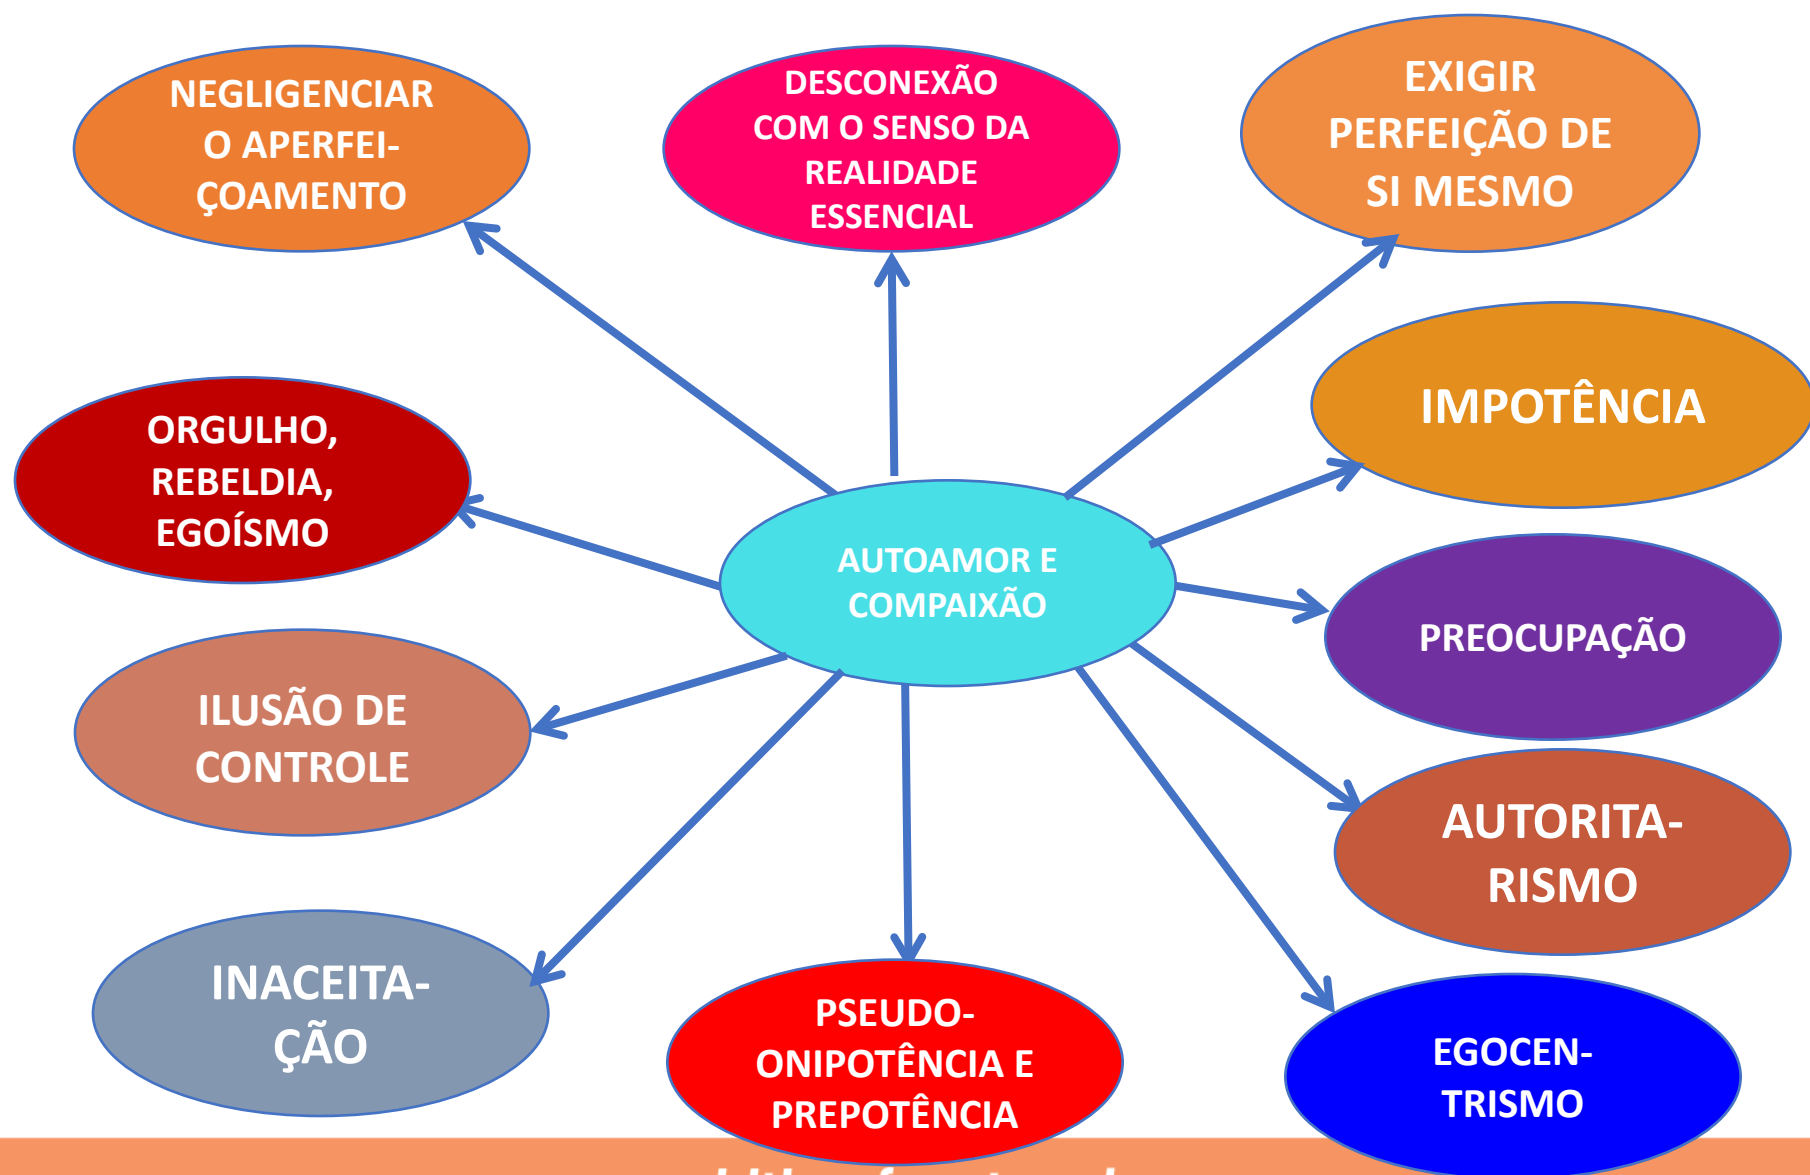 NEGLIGENCIAR
O APERFEI-
ÇOAMENTO
DESCONEXÃO
COM O SENSO DA
REALIDADE
ESSENCIAL
EXIGIR
PERFEIÇÃO DE
SI MESMO
IMPOTÊNCIA
ORGULHO,
REBELDIA,
EGOÍSMO
AUTOAMOR E
COMPAIXÃO
PREOCUPAÇÃO
ILUSÃO DE
CONTROLE
AUTORITA-
RISMO
INACEITA-
ÇÃO
PSEUDO-
ONIPOTÊNCIA E
PREPOTÊNCIA
EGOCEN-
TRISMO